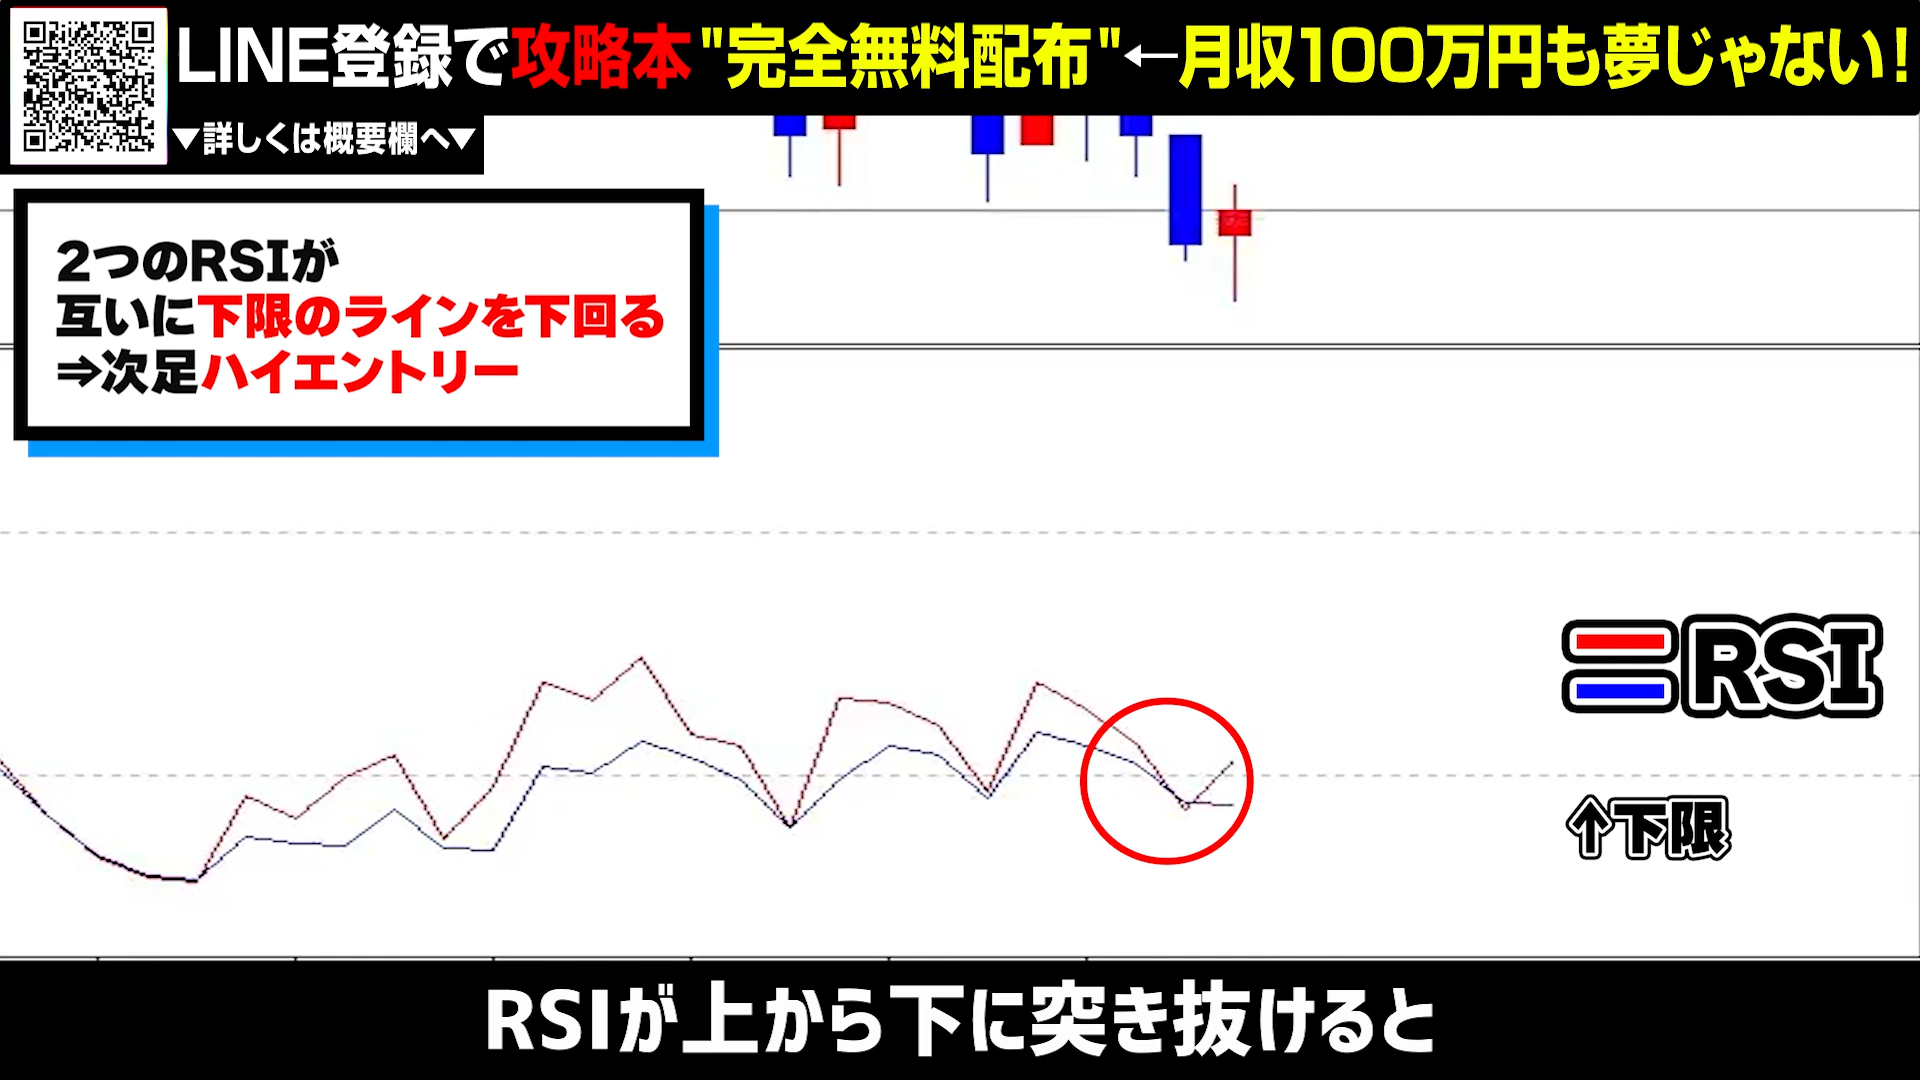 LINE登録で攻略本"完全無料配布"←月収100万円も夢じゃない!
▼詳しくは概要欄へ▼
2つのRSIが
互いに下限のラインを下回る
⇒次足ハイエントリー
RSI
↑下限
RSIが上から下に突き抜けると